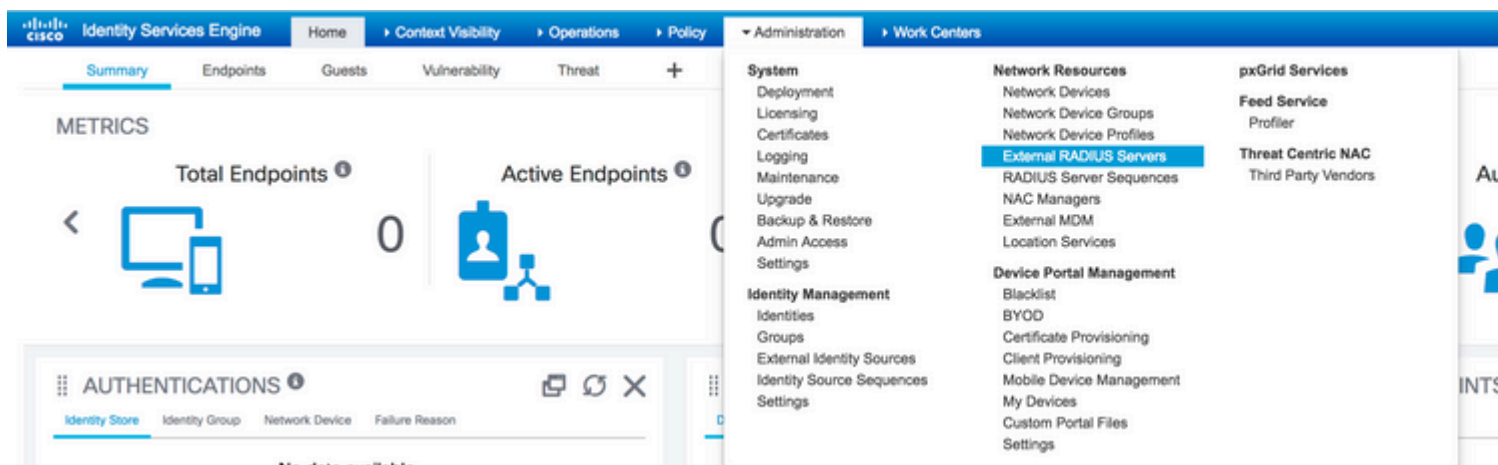 cisco Identity Services Engine Home Context Visibility Operations Policy Administration Work Centers
Summary Endpoints Guests Vulnerability Threat +
METRICS
Total Endpoints
0
Active Endpoints
System
Deployment
Licensing
Certificates
Logging
Maintenance
Upgrade
Backup & Restore
Admin Access
Settings
Identity Management
Identities
Groups
External Identity Sources
Identity Source Sequences
Settings
Network Resources
Network Devices
Network Device Groups
Network Device Profiles
External RADIUS Servers
RADIUS Server Sequences
NAC Managers
External MDM
Location Services
Device Portal Management
Blacklist
BYOD
Certificate Provisioning
Client Provisioning
Mobile Device Management
My Devices
Custom Portal Files
Settings
pxGrid Services
Feed Service
Profiler
Threat Centric NAC
Third Party Vendors
AUTHENTICATIONS
Identity Store Identity Group Network Device Failure Reason